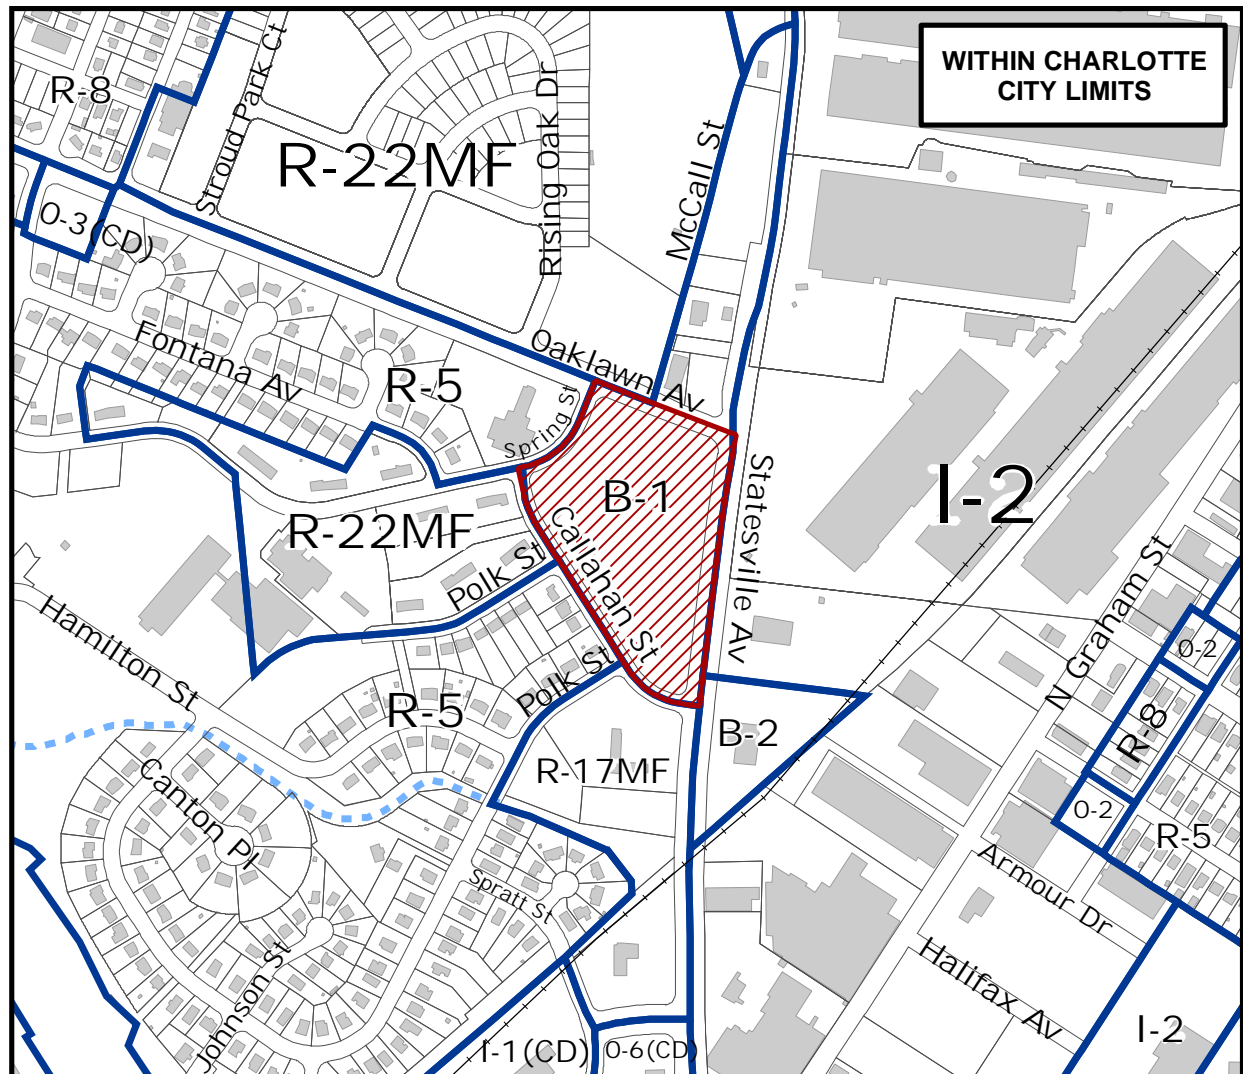 WITHIN CHARLOTTE
CITY LIMITS
R-8
Stroud Park Ct
R-22MF
Rising Oak Dr
McCall St
O-3(CD)
Fontana Av
R-5
Oaklawn Av
Spring St
B-1
Statesville Av
I-2
R-22MF
Callahan St
Polk St
Hamilton St
N Graham St
O-2
Polk St
R-5
R-8
B-2
R-17MF
Canton Pl
O-2
R-5
Armour Dr
Spratt St
Johnson St
Halifax Av
I-2
I-1(CD)
O-6(CD)